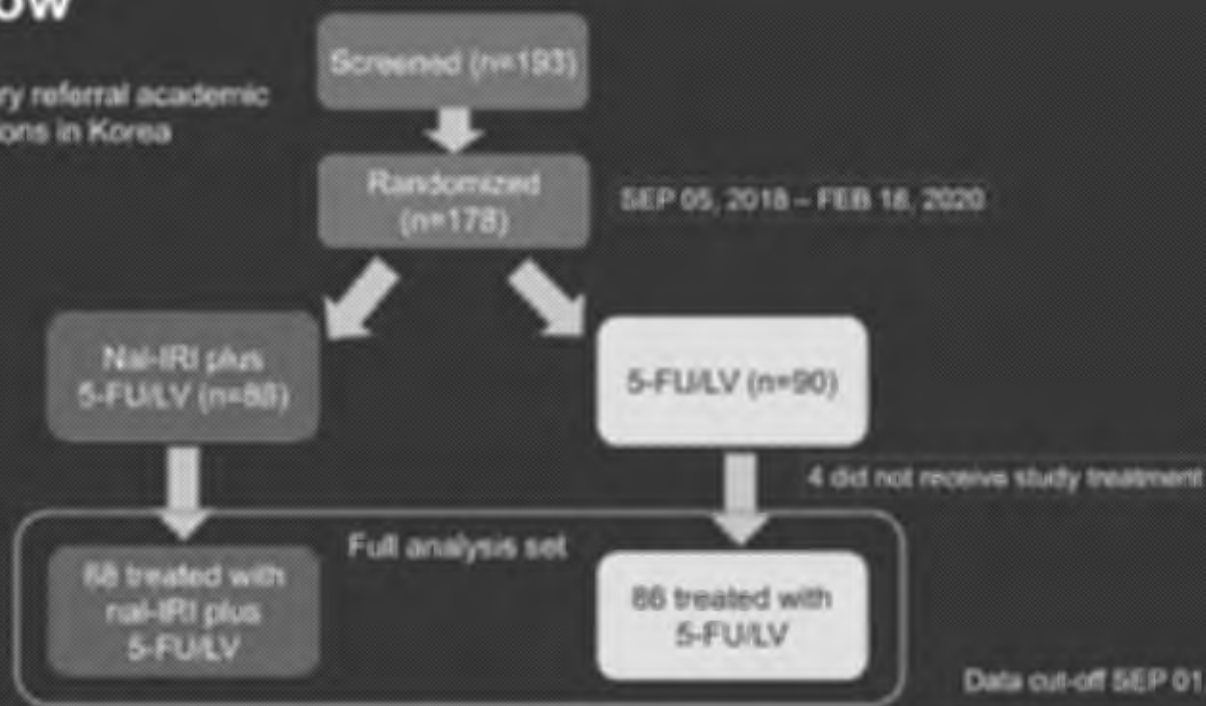 ow
ry referral academic
ons in Korea
Screened (n=193)
Randomized
(n=178)
SEP 05, 2018 – FEB 18, 2020
Nal-IRI plus
5-FU/LV (n=88)
5-FU/LV (n=90)
4 did not receive study treatment
Full analysis set
88 treated with
nal-IRI plus
5-FU/LV
86 treated with
5-FU/LV
Data cut-off SEP 01